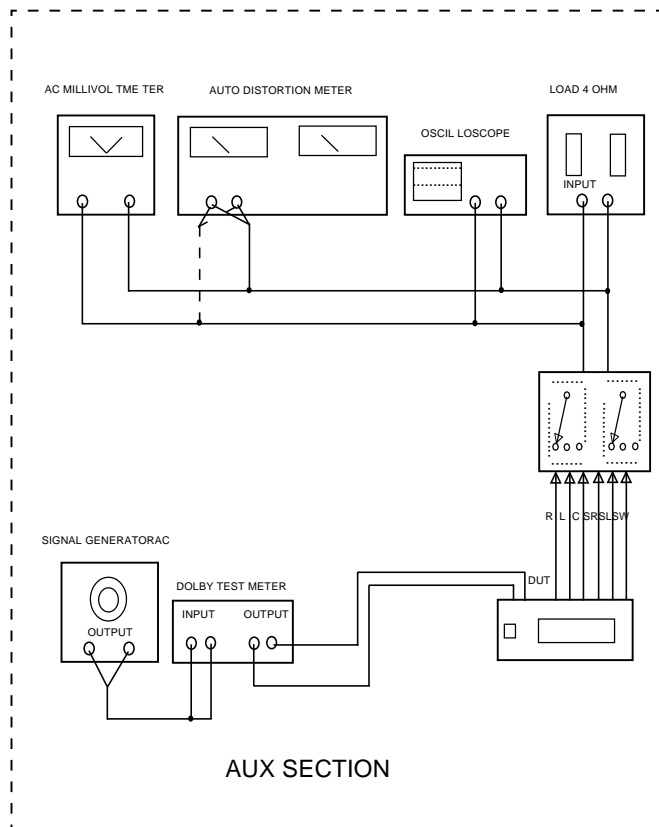 AC MILLIVOL TME TER
AUTO DISTORTION METER
OSCIL LOSCOPE
LOAD 4 OHM
INPUT
R L C SR SL SW
SIGNAL GENERATORAC
OUTPUT
DOLBY TEST METER
INPUT OUTPUT
DUT
AUX SECTION